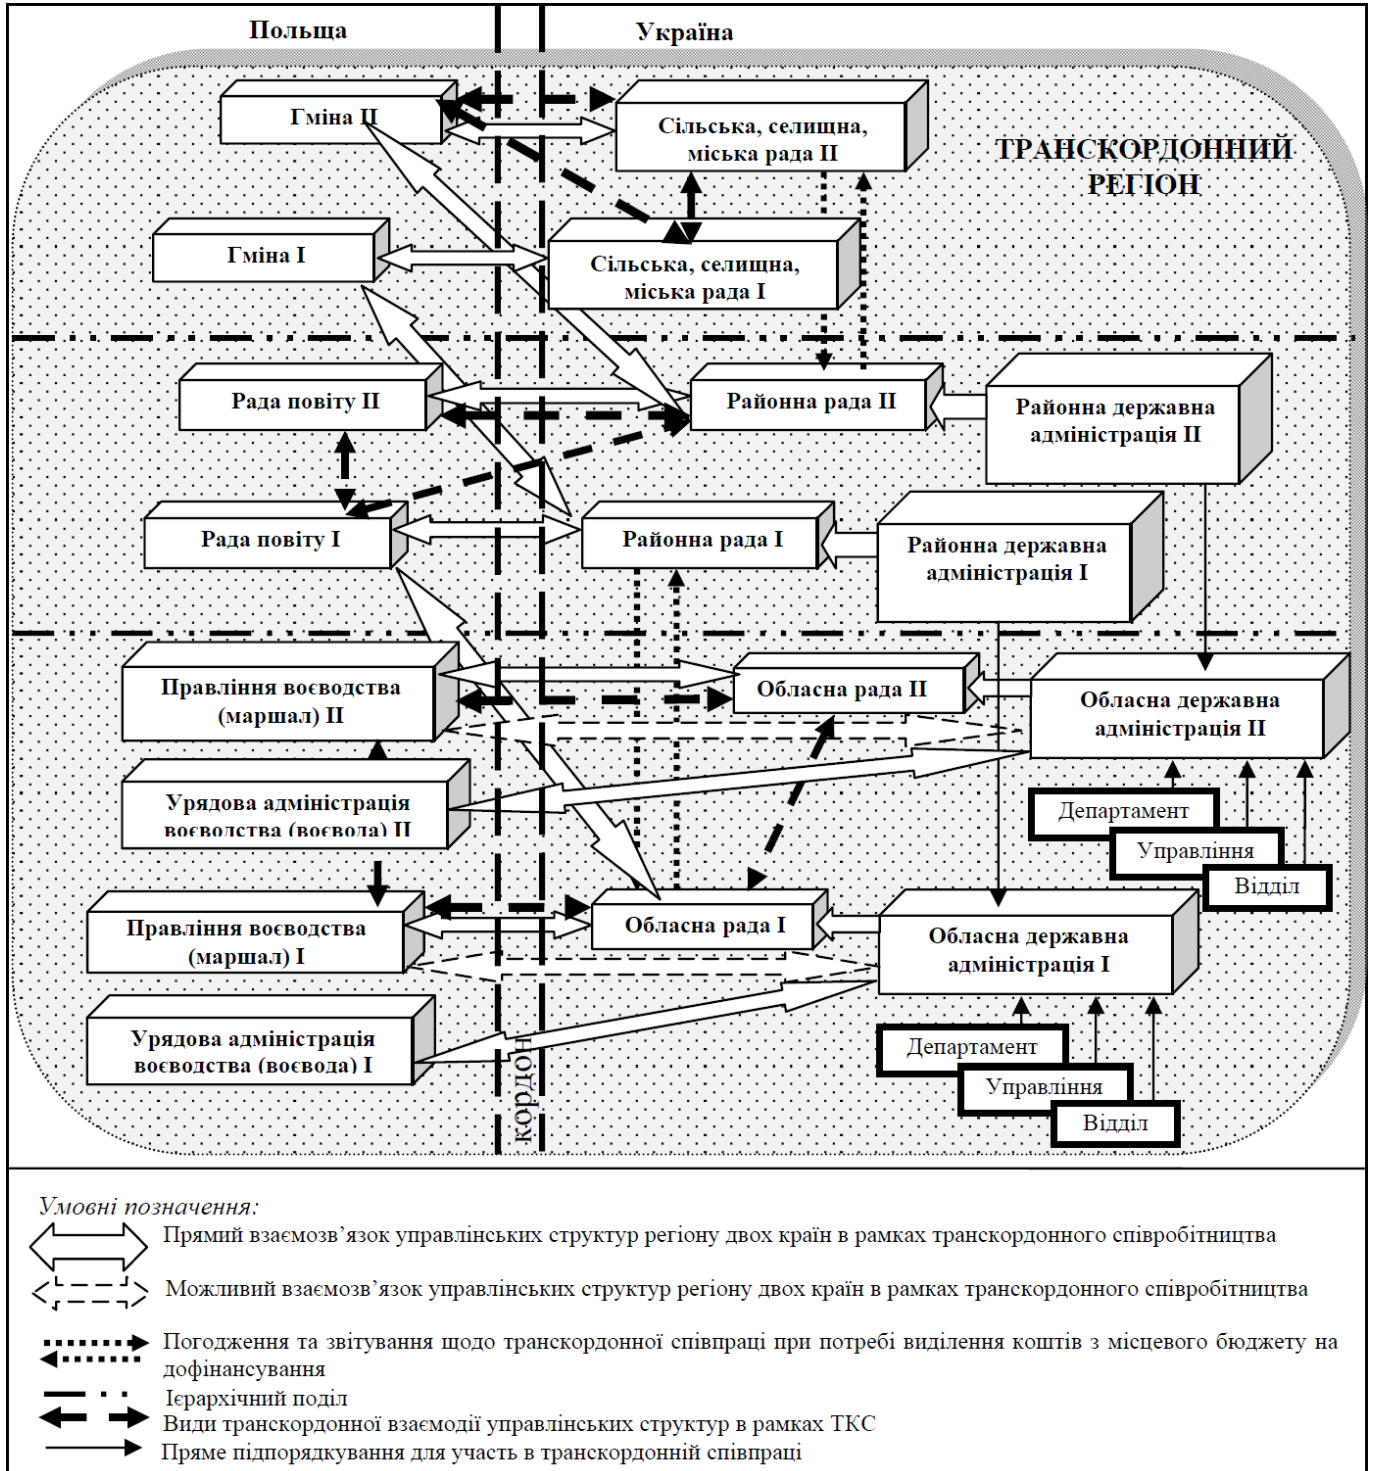 Польща
Україна
Гміна II
Сільська, селищна,
міська рада II
ТРАНСКОРДОННИЙ
РЕГІОН
Гміна I
Сільська, селищна,
міська рада I
Рада повіту II
Районна рада II
Районна державна
адміністрація II
Рада повіту I
Районна рада I
Районна державна
адміністрація I
Правління воєводства
(маршал) II
Обласна рада II
Обласна державна
адміністрація II
Урядова адміністрація
воєводства (воєвода) II
Департамент
Управління
Відділ
Правління воєводства
(маршал) I
Обласна рада I
Обласна державна
адміністрація I
Урядова адміністрація
воєводства (воєвода) I
Департамент
Управління
Відділ
кордон
Умовні позначення:
Прямий взаємозв’язок управлінських структур регіону двох країн в рамках транскордонного співробітництва
Можливий взаємозв’язок управлінських структур регіону двох країн в рамках транскордонного співробітництва
Погодження та звітування щодо транскордонної співпраці при потребі виділення коштів з місцевого бюджету на
дофінансування
Ієрархічний поділ
Види транскордонної взаємодії управлінських структур в рамках ТКС
Пряме підпорядкування для участь в транскордонній співпраці